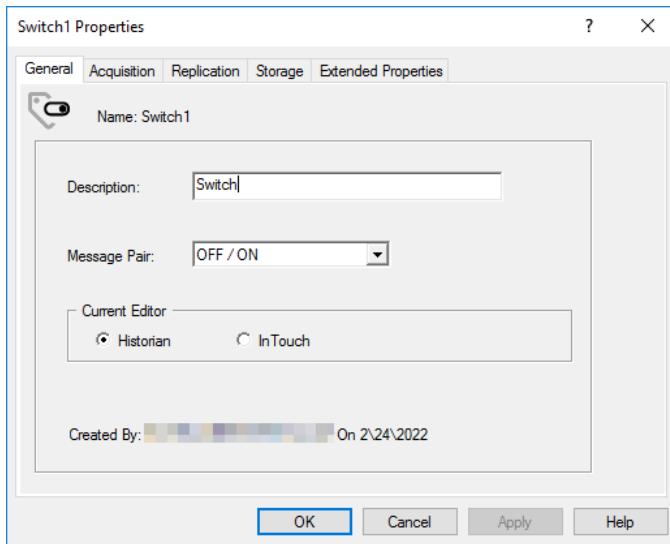 Switch1 Properties
?
General Acquisition Replication Storage Extended Properties
Name: Switch1
Description: Switch
Message Pair: OFF / ON
Current Editor
Historian InTouch
Created By: On 2\24\2022
OK Cancel Apply Help